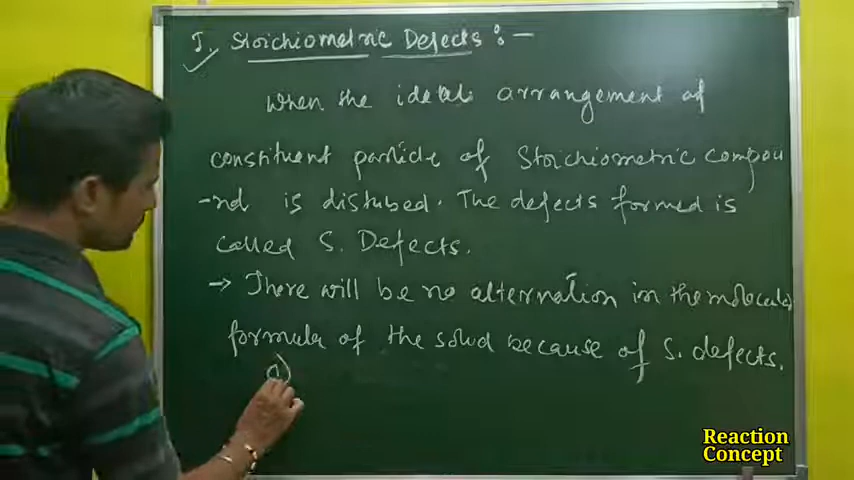 I. Stoichiometric Defects :-
When the ideal arrangement of
constituent particle of Stoichiometric compou
-nd is distubed. The defects formed is
called S. Defects.
→ There will be no alternation in the molecular
formula of the solid because of S. defects.
a)
Reaction
Concept